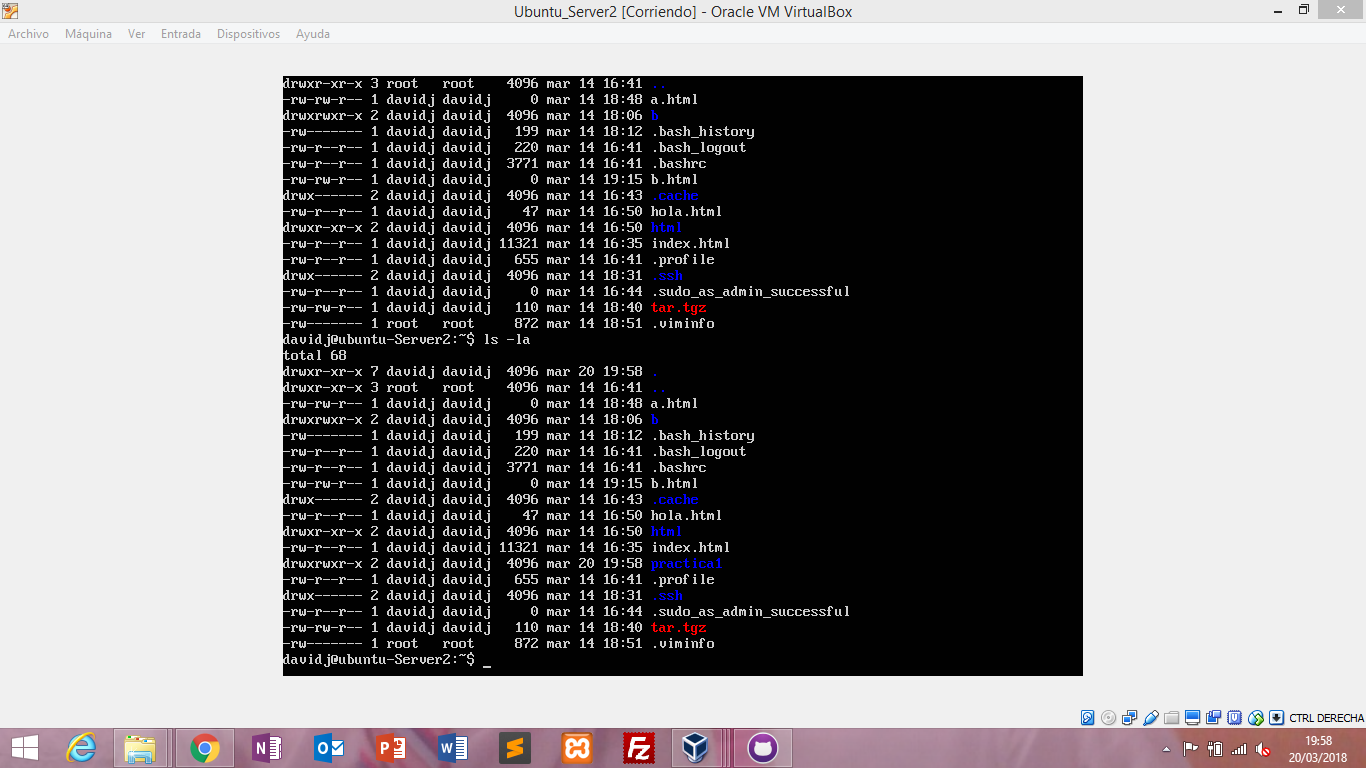 Ubuntu_Server2 [Corriendo] - Oracle VM VirtualBox
Archivo Máquina Ver Entrada Dispositivos Ayuda
drwxr-xr-x 3 root   root    4096 mar 14 16:41 ..
-rw-rw-r-- 1 davidj davidj     0 mar 14 18:48 a.html
drwxrwxr-x 2 davidj davidj  4096 mar 14 18:06 b
-rw------- 1 davidj davidj   199 mar 14 18:12 .bash_history
-rw-r--r-- 1 davidj davidj   220 mar 14 16:41 .bash_logout
-rw-r--r-- 1 davidj davidj  3771 mar 14 16:41 .bashrc
-rw-rw-r-- 1 davidj davidj     0 mar 14 19:15 b.html
drwx------ 2 davidj davidj  4096 mar 14 16:43 .cache
-rw-r--r-- 1 davidj davidj    47 mar 14 16:50 hola.html
drwxr-xr-x 2 davidj davidj  4096 mar 14 16:50 html
-rw-r--r-- 1 davidj davidj 11321 mar 14 16:35 index.html
-rw-r--r-- 1 davidj davidj   655 mar 14 16:41 .profile
drwx------ 2 davidj davidj  4096 mar 14 18:31 .ssh
-rw-r--r-- 1 davidj davidj     0 mar 14 16:44 .sudo_as_admin_successful
-rw-rw-r-- 1 davidj davidj   110 mar 14 18:40 tar.tgz
-rw------- 1 root   root     872 mar 14 18:51 .viminfo
davidj@ubuntu-Server2:~$ ls -la
total 68
drwxr-xr-x 7 davidj davidj  4096 mar 20 19:58 .
drwxr-xr-x 3 root   root    4096 mar 14 16:41 ..
-rw-rw-r-- 1 davidj davidj     0 mar 14 18:48 a.html
drwxrwxr-x 2 davidj davidj  4096 mar 14 18:06 b
-rw------- 1 davidj davidj   199 mar 14 18:12 .bash_history
-rw-r--r-- 1 davidj davidj   220 mar 14 16:41 .bash_logout
-rw-r--r-- 1 davidj davidj  3771 mar 14 16:41 .bashrc
-rw-rw-r-- 1 davidj davidj     0 mar 14 19:15 b.html
drwx------ 2 davidj davidj  4096 mar 14 16:43 .cache
-rw-r--r-- 1 davidj davidj    47 mar 14 16:50 hola.html
drwxr-xr-x 2 davidj davidj  4096 mar 14 16:50 html
-rw-r--r-- 1 davidj davidj 11321 mar 14 16:35 index.html
drwxrwxr-x 2 davidj davidj  4096 mar 20 19:58 practica1
-rw-r--r-- 1 davidj davidj   655 mar 14 16:41 .profile
drwx------ 2 davidj davidj  4096 mar 14 18:31 .ssh
-rw-r--r-- 1 davidj davidj     0 mar 14 16:44 .sudo_as_admin_successful
-rw-rw-r-- 1 davidj davidj   110 mar 14 18:40 tar.tgz
-rw------- 1 root   root     872 mar 14 18:51 .viminfo
davidj@ubuntu-Server2:~$ _
CTRL DERECHA
19:58
20/03/2018